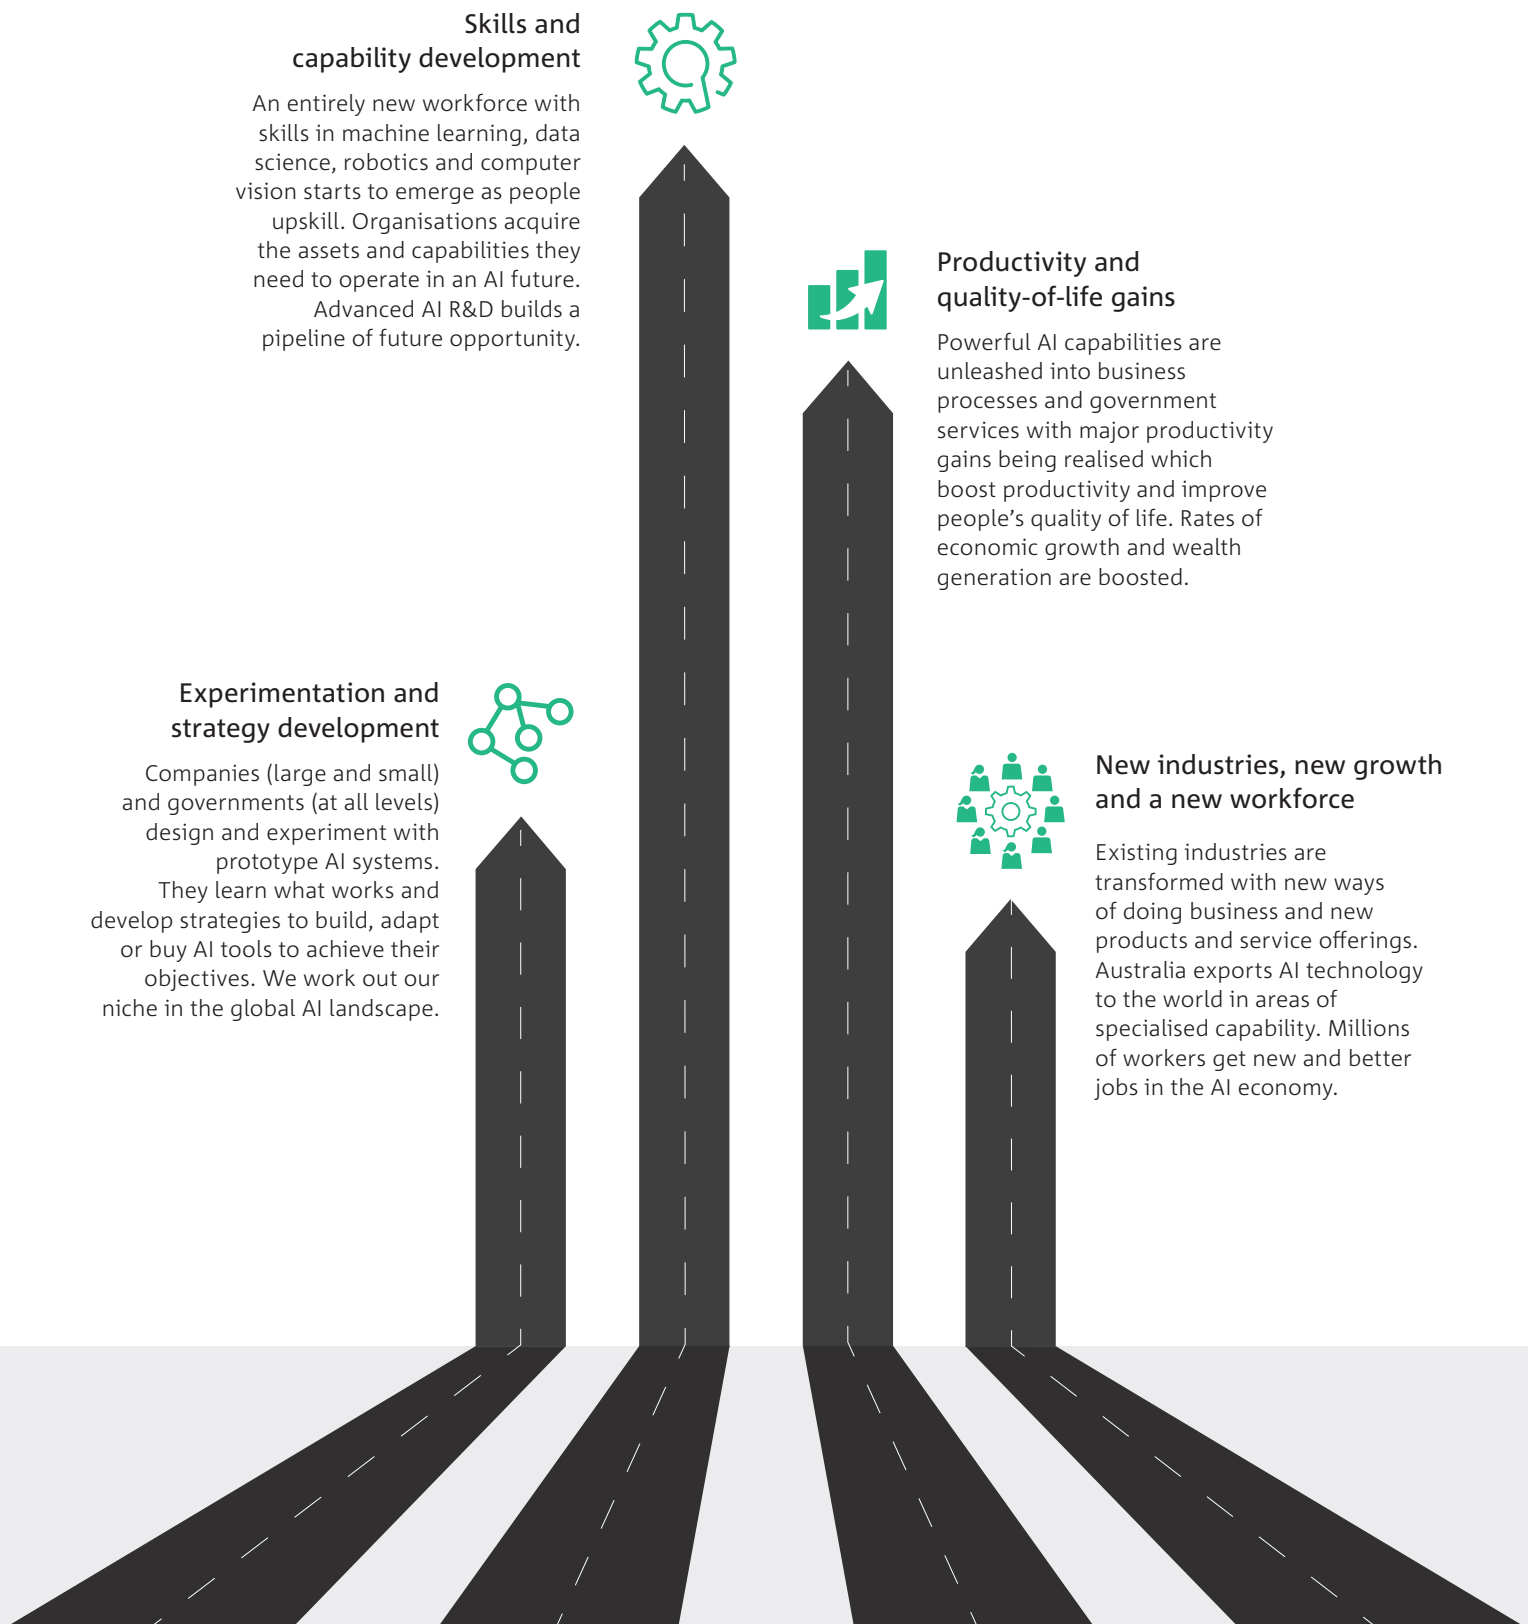 Skills and
capability development
An entirely new workforce with
skills in machine learning, data
science, robotics and computer
vision starts to emerge as people
upskill. Organisations acquire
the assets and capabilities they
need to operate in an AI future.
Advanced AI R&D builds a
pipeline of future opportunity.
Productivity and
quality-of-life gains
Powerful AI capabilities are
unleashed into business
processes and government
services with major productivity
gains being realised which
boost productivity and improve
people’s quality of life. Rates of
economic growth and wealth
generation are boosted.
Experimentation and
strategy development
Companies (large and small)
and governments (at all levels)
design and experiment with
prototype AI systems.
They learn what works and
develop strategies to build, adapt
or buy AI tools to achieve their
objectives. We work out our
niche in the global AI landscape.
New industries, new growth
and a new workforce
Existing industries are
transformed with new ways
of doing business and new
products and service offerings.
Australia exports AI technology
to the world in areas of
specialised capability. Millions
of workers get new and better
jobs in the AI economy.